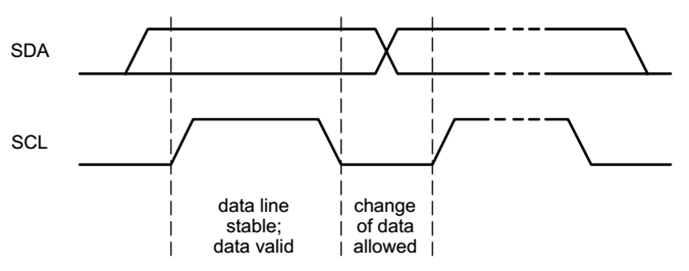 SDA
SCL
data line
stable;
data valid
change
of data
allowed